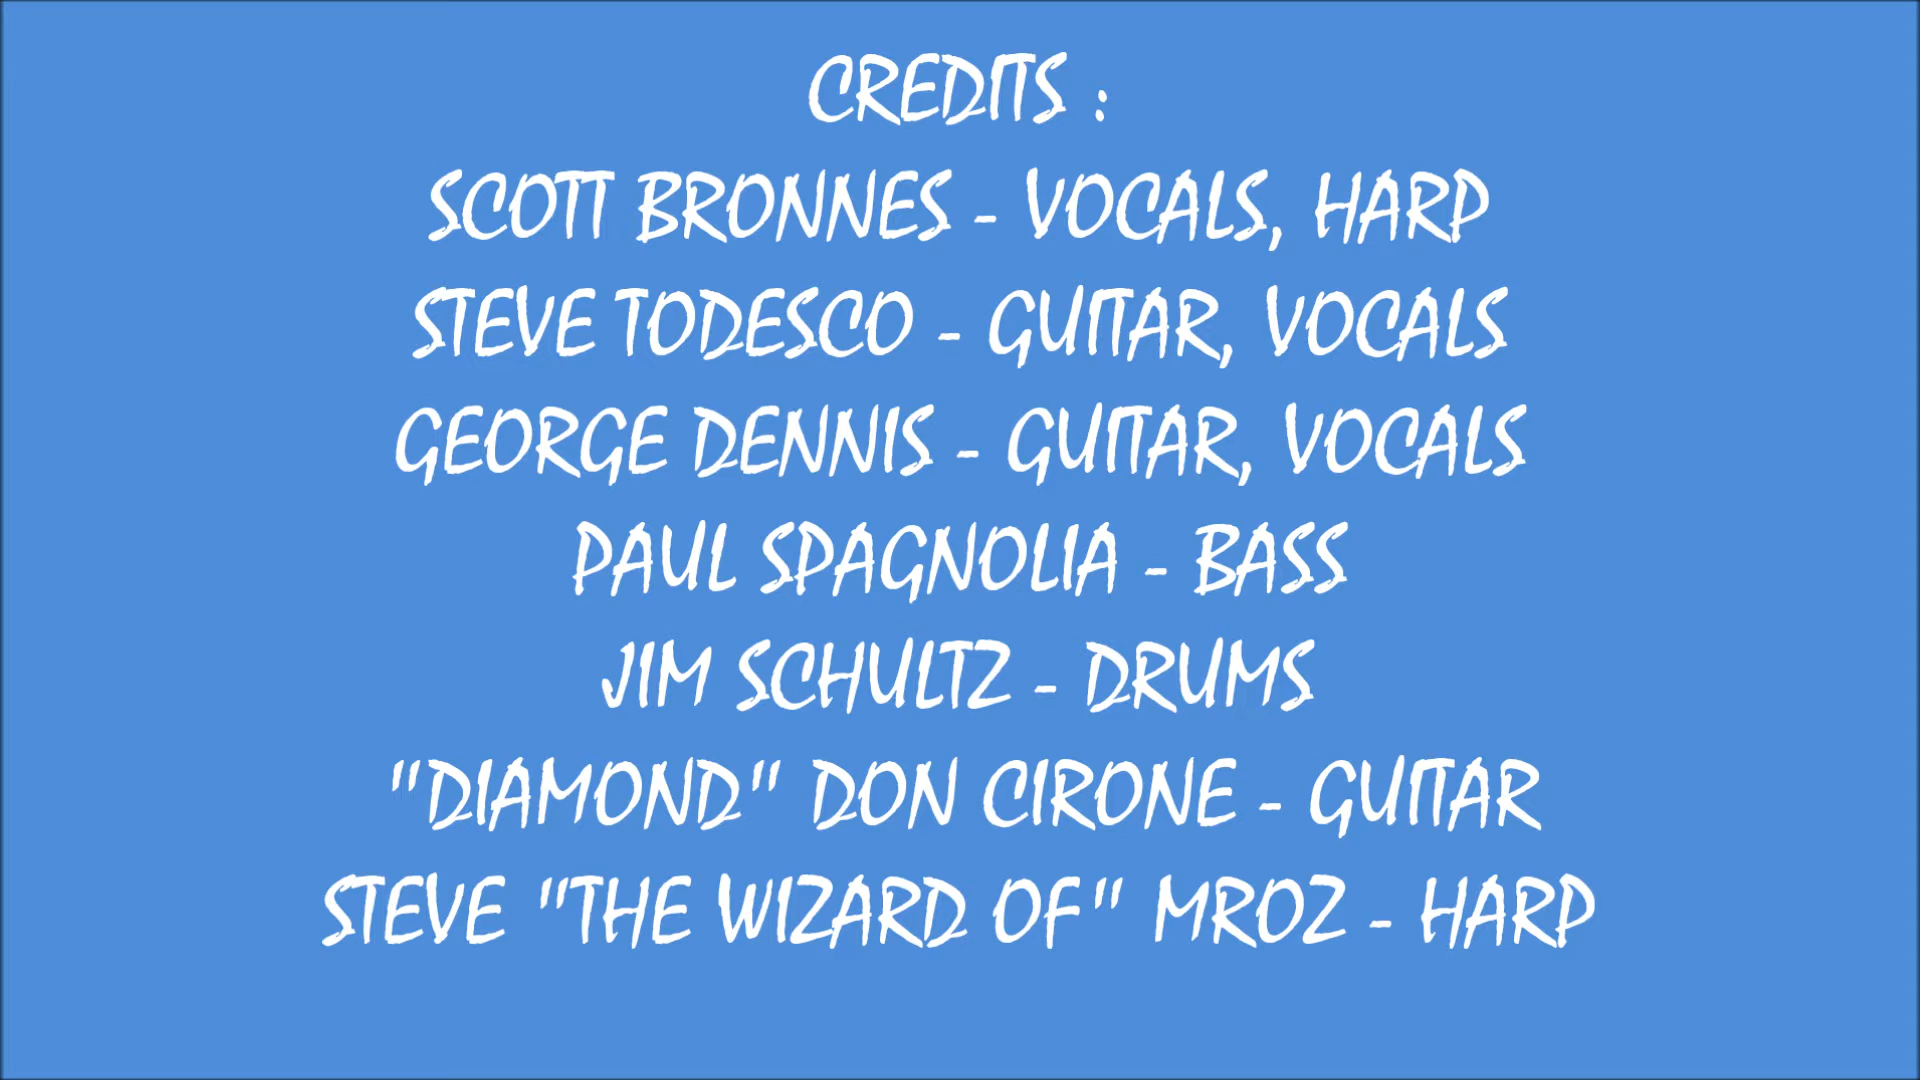 CREDITS :
SCOTT BRONNES - VOCALS, HARP
STEVE TODESCO - GUITAR, VOCALS
GEORGE DENNIS - GUITAR, VOCALS
PAUL SPAGNOLIA - BASS
JIM SCHULTZ - DRUMS
"DIAMOND" DON CIRONE - GUITAR
STEVE "THE WIZARD OF" MROZ - HARP